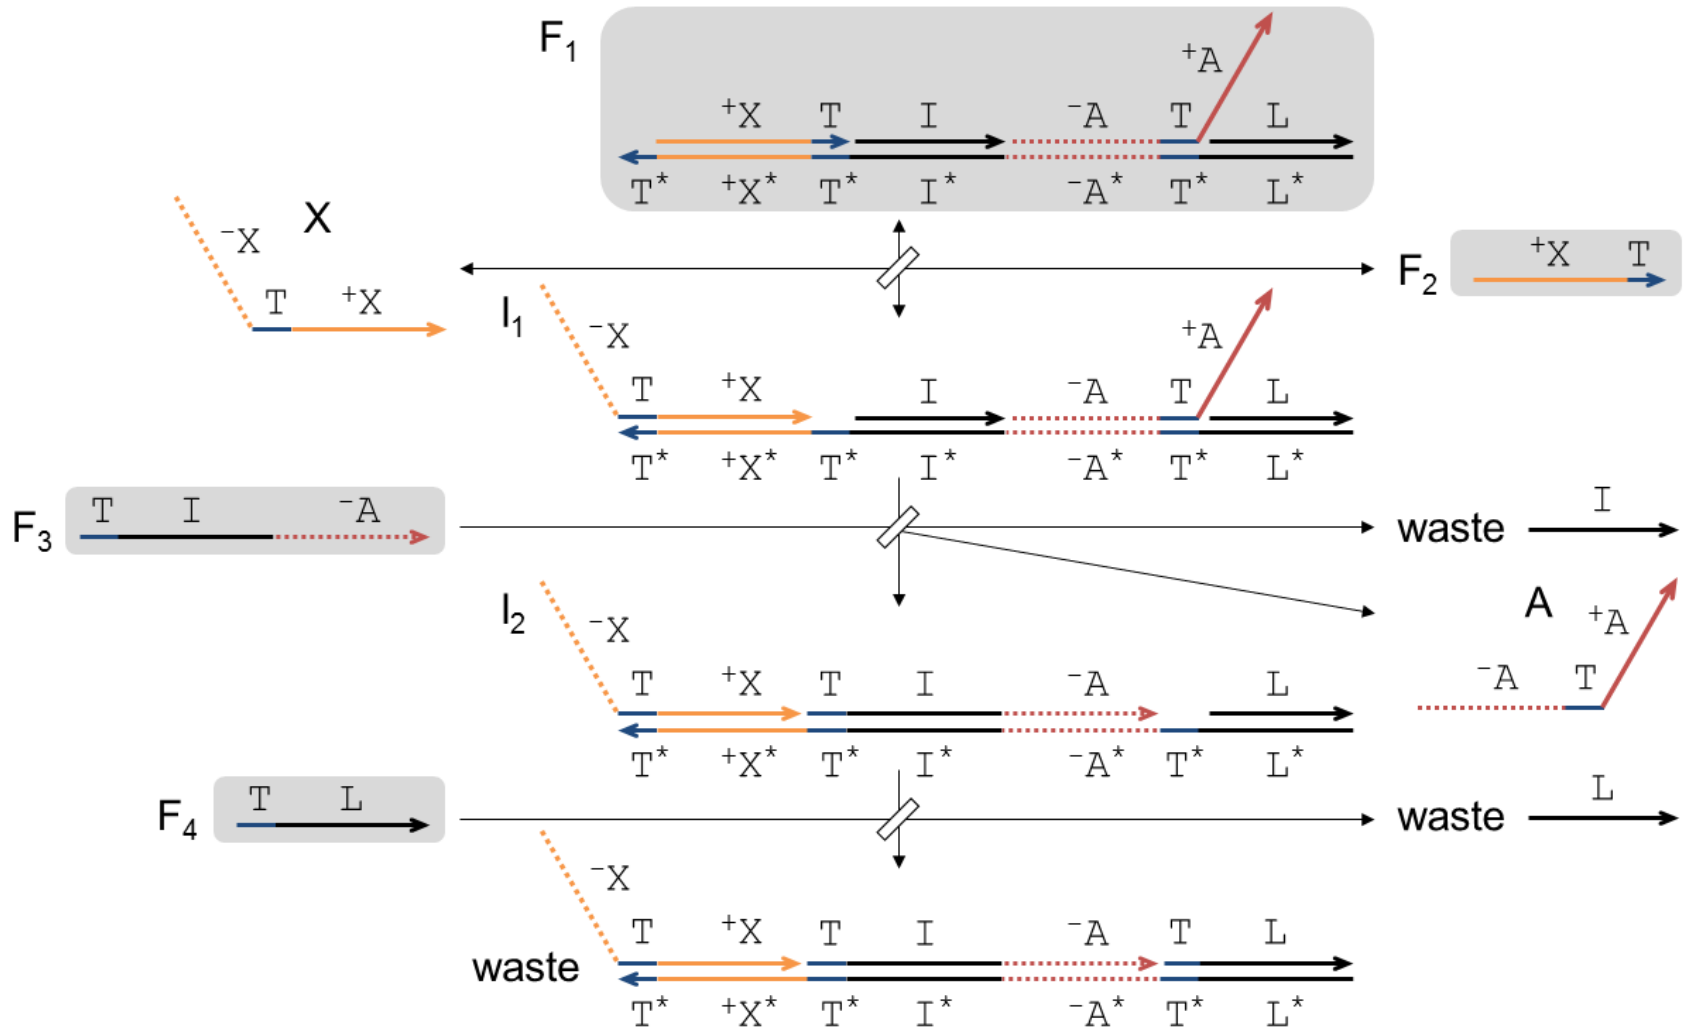 F₁
⁺A
⁺X T I ⁻A T L
T* ⁺X* T* I* ⁻A* T* L*
X
⁻X
T ⁺X
F₂
⁺X T
I₁
⁻X
⁺A
T ⁺X I ⁻A T L
T* ⁺X* T* I* ⁻A* T* L*
F₃
T I ⁻A
waste
I
I₂
⁻X
A
⁺A
⁻A T
T ⁺X T I ⁻A L
T* ⁺X* T* I* ⁻A* T* L*
F₄
T L
waste
L
⁻X
T ⁺X T I ⁻A T L
waste
T* ⁺X* T* I* ⁻A* T* L*